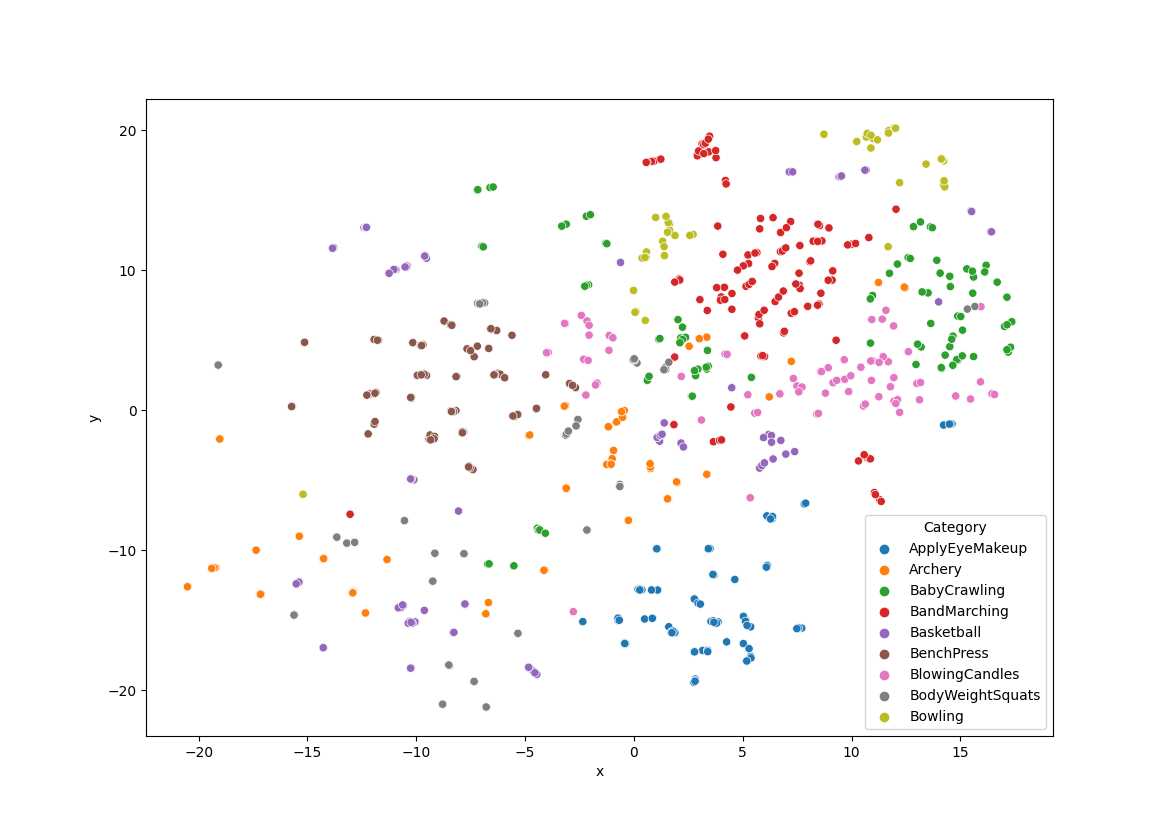 20
10
0
−10
−20
y
−20
−15
−10
−5
0
5
10
15
x
Category
ApplyEyeMakeup
Archery
BabyCrawling
BandMarching
Basketball
BenchPress
BlowingCandles
BodyWeightSquats
Bowling